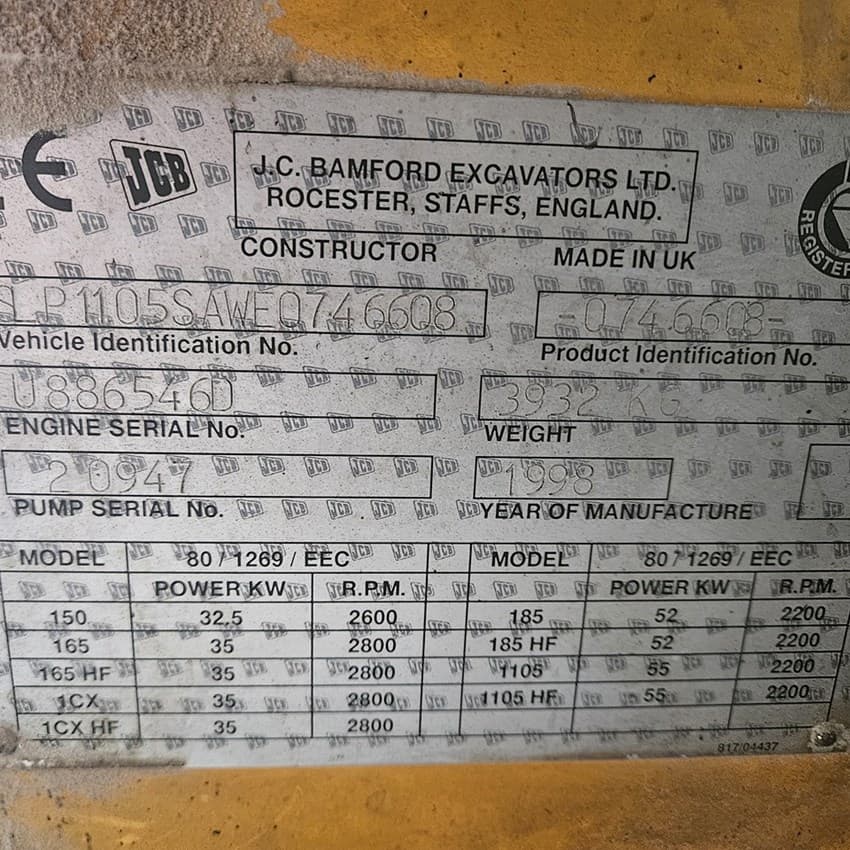 CE JCB
J.C. BAMFORD EXCAVATORS LTD.
ROCESTER, STAFFS, ENGLAND.
CONSTRUCTOR MADE IN UK
SLP1105SAWE0746608 -0746608-
Vehicle Identification No. Product Identification No.
U886546D 3932 KG
ENGINE SERIAL No. WEIGHT
20947 1998
PUMP SERIAL No. YEAR OF MANUFACTURE
MODEL 80/1269/EEC MODEL 80/1269/EEC
POWER KW R.P.M. POWER KW R.P.M.
150 32.5 2600 185 52 2200
165 35 2800 185 HF 52 2200
165 HF 35 2800 1105 55 2200
1CX 35 2800 1105 HF 55 2200
1CX HF 35 2800
817/04437